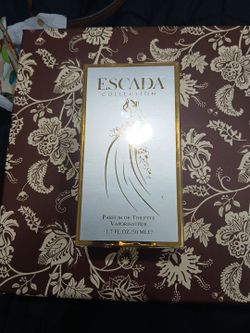 ESCADA
COLLECTION
PARFUM DE TOILETTE
VAPORISATEUR
1.7 FL.OZ./50 ML ℮